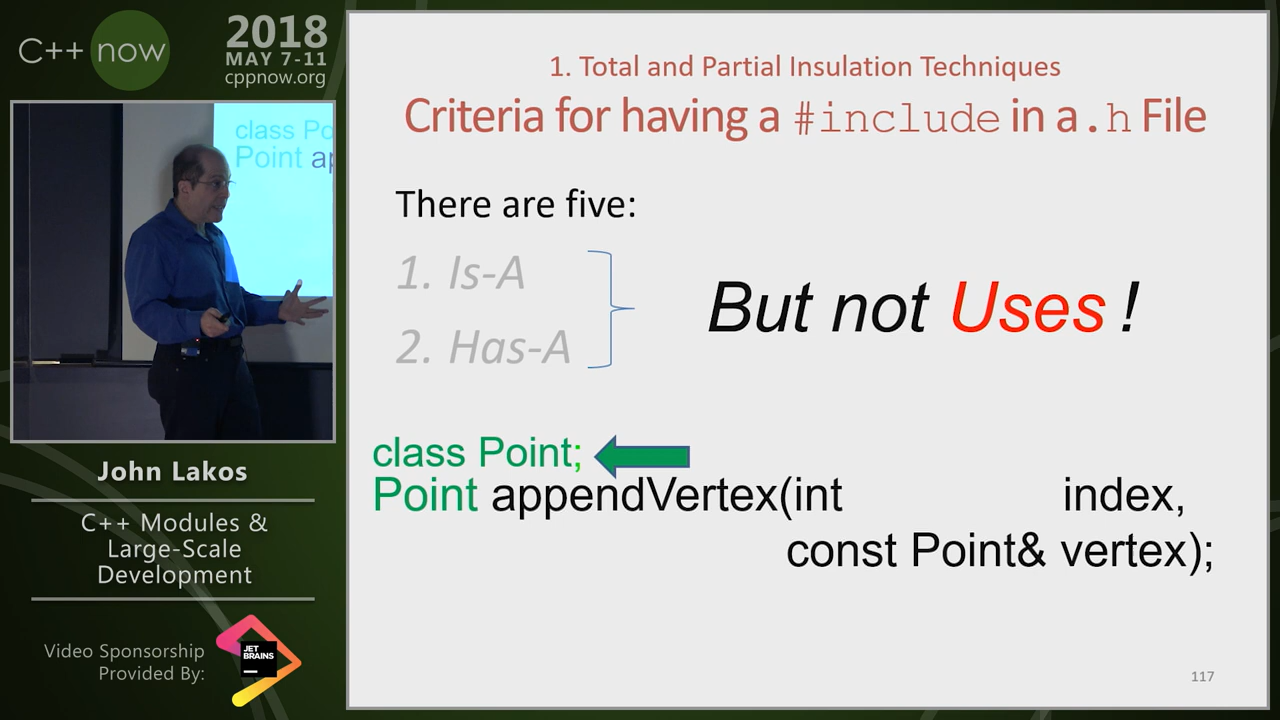 C++ now
2018
MAY 7-11
cppnow.org
class Po
Point ap
John Lakos
C++ Modules &
Large-Scale
Development
Video Sponsorship
Provided By:
JET
BRAINS
1. Total and Partial Insulation Techniques
Criteria for having a #include in a .h File
There are five:
1. Is-A
2. Has-A
But not Uses !
class Point;
Point appendVertex(int index,
const Point& vertex);
117